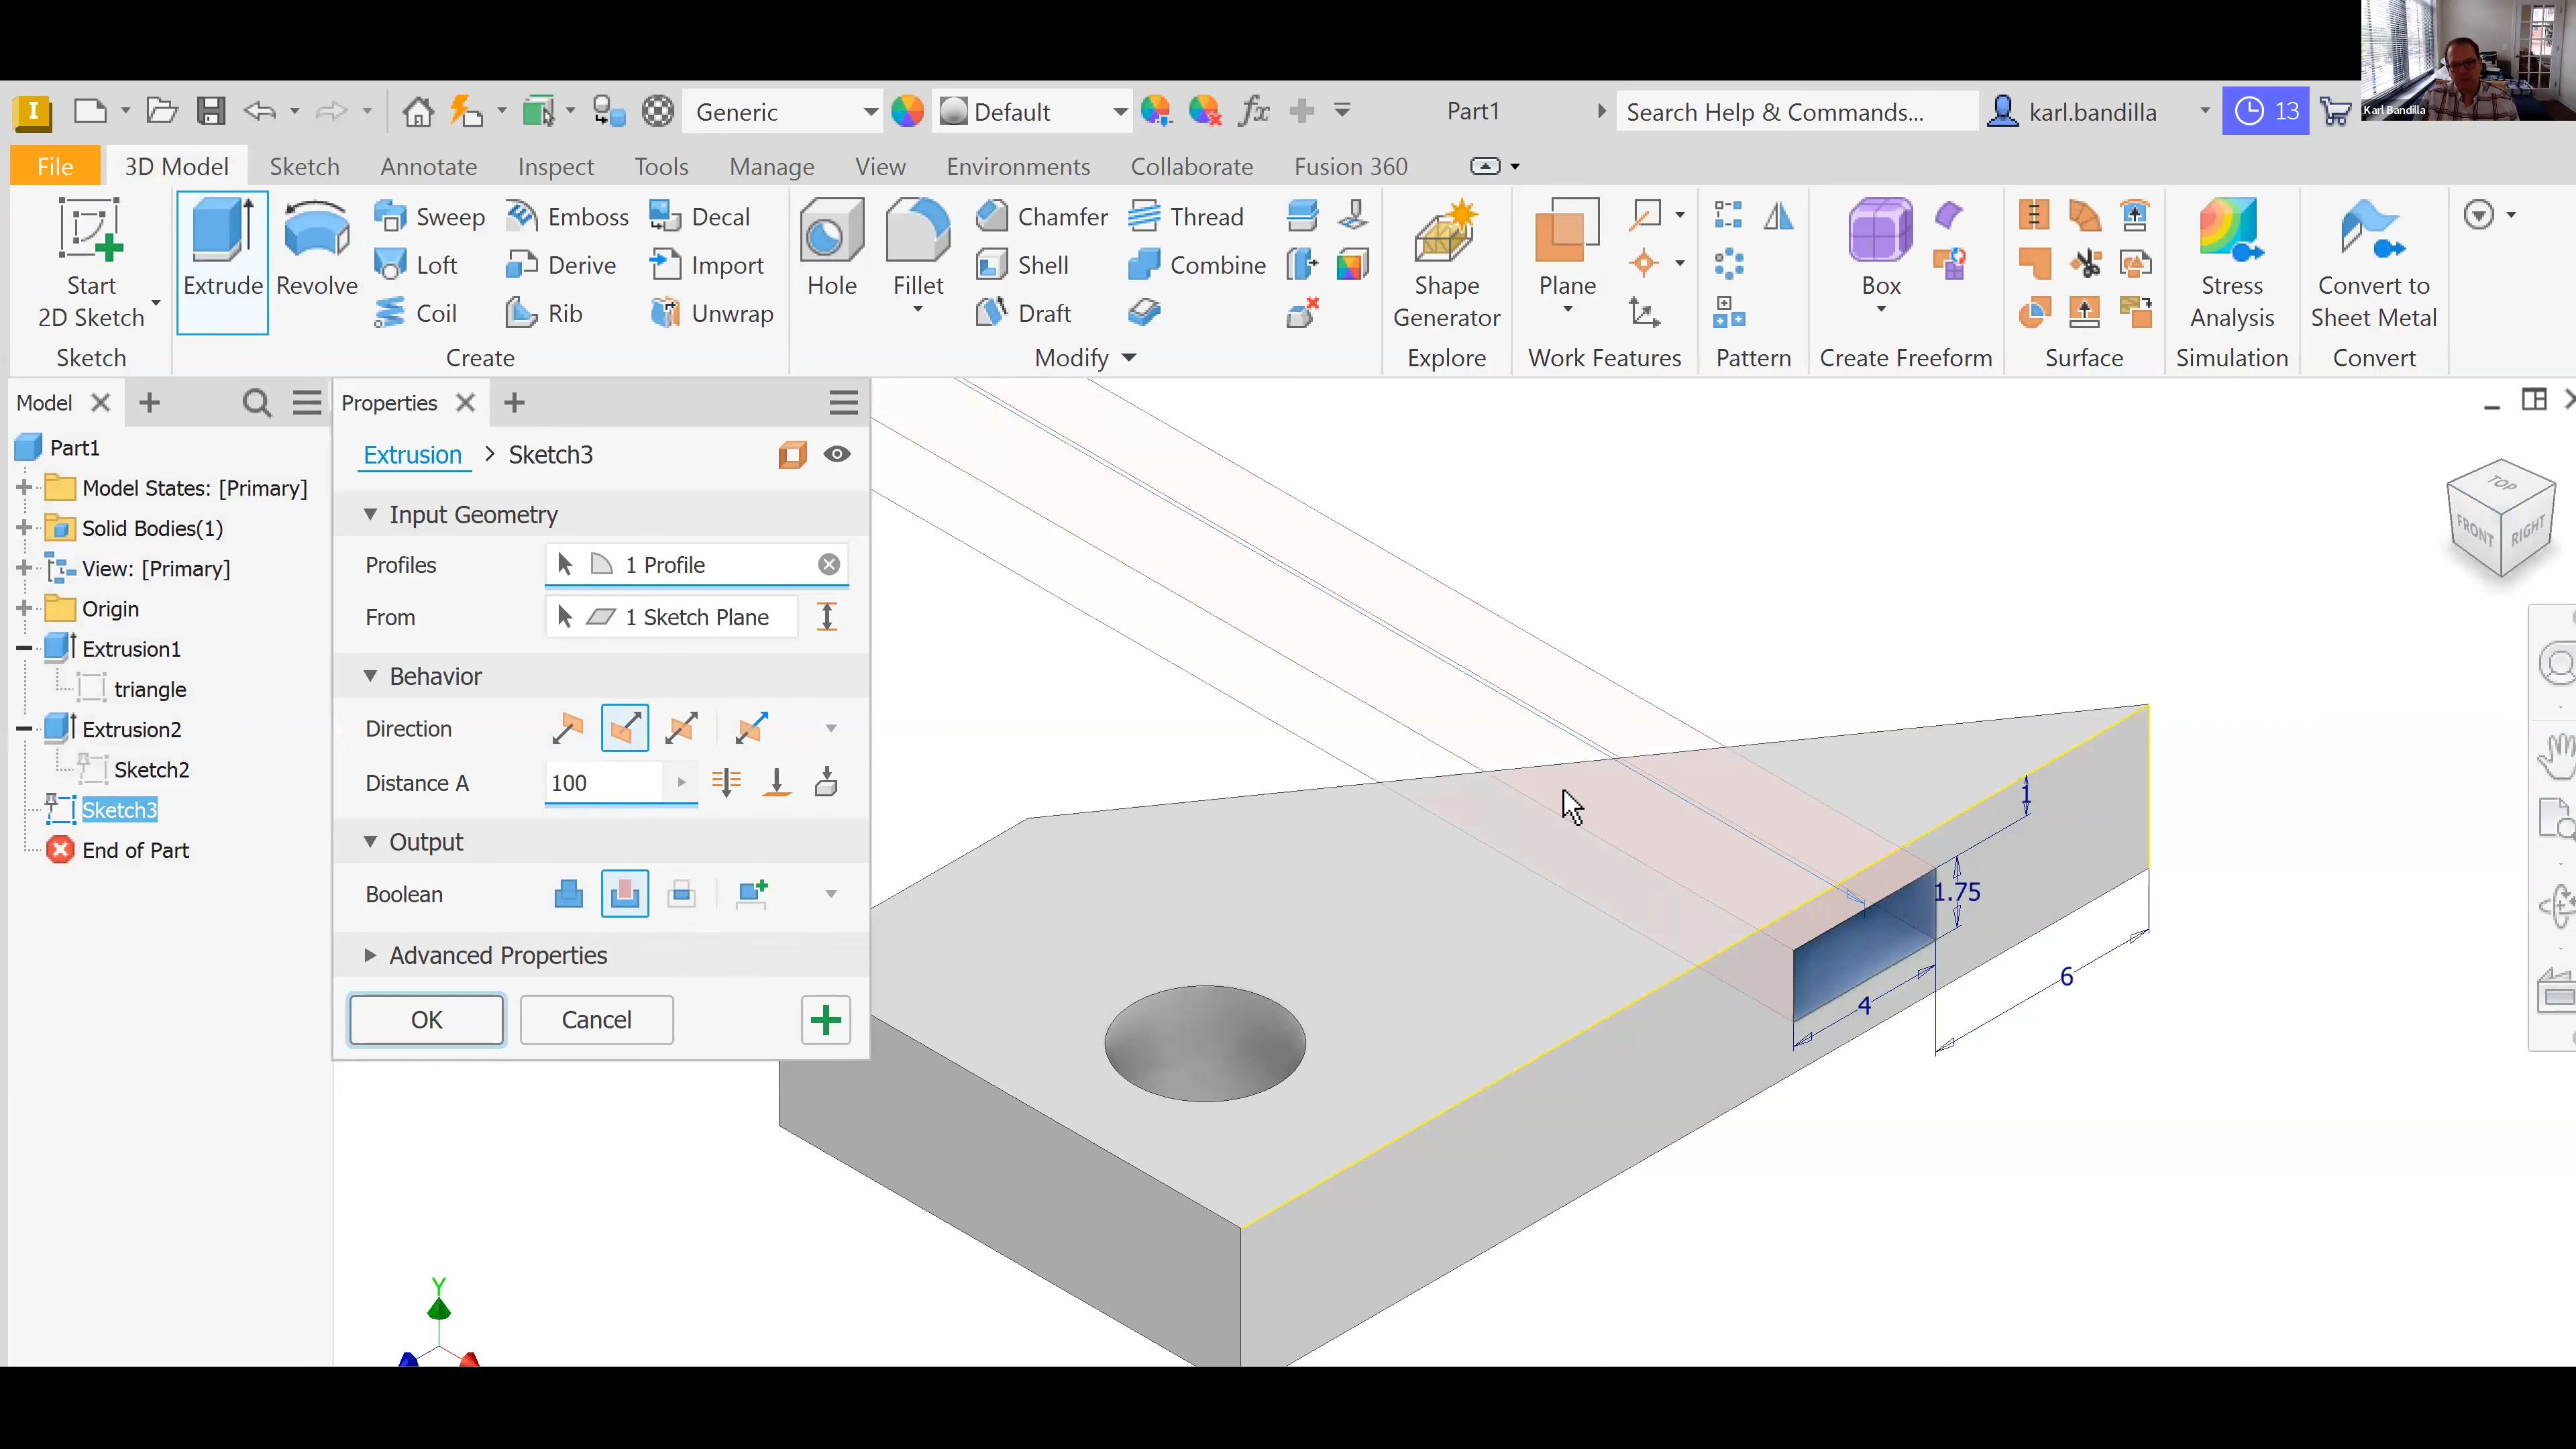 Karl Bandilla
I
Generic
Default
fx
Part1
Search Help & Commands...
karl.bandilla
13
File
3D Model
Sketch
Annotate
Inspect
Tools
Manage
View
Environments
Collaborate
Fusion 360
Start
2D Sketch
Extrude
Revolve
Sweep
Loft
Coil
Emboss
Derive
Rib
Decal
Import
Unwrap
Hole
Fillet
Chamfer
Shell
Draft
Thread
Combine
Shape
Generator
Plane
Box
Stress
Analysis
Convert to
Sheet Metal
Sketch
Create
Modify
Explore
Work Features
Pattern
Create Freeform
Surface
Simulation
Convert
Model
Part1
Model States: [Primary]
Solid Bodies(1)
View: [Primary]
Origin
Extrusion1
triangle
Extrusion2
Sketch2
Sketch3
End of Part
Properties
Extrusion > Sketch3
Input Geometry
Profiles
1 Profile
From
1 Sketch Plane
Behavior
Direction
Distance A
100
Output
Boolean
Advanced Properties
OK
Cancel
TOP
FRONT
RIGHT
1
1.75
4
6
Y